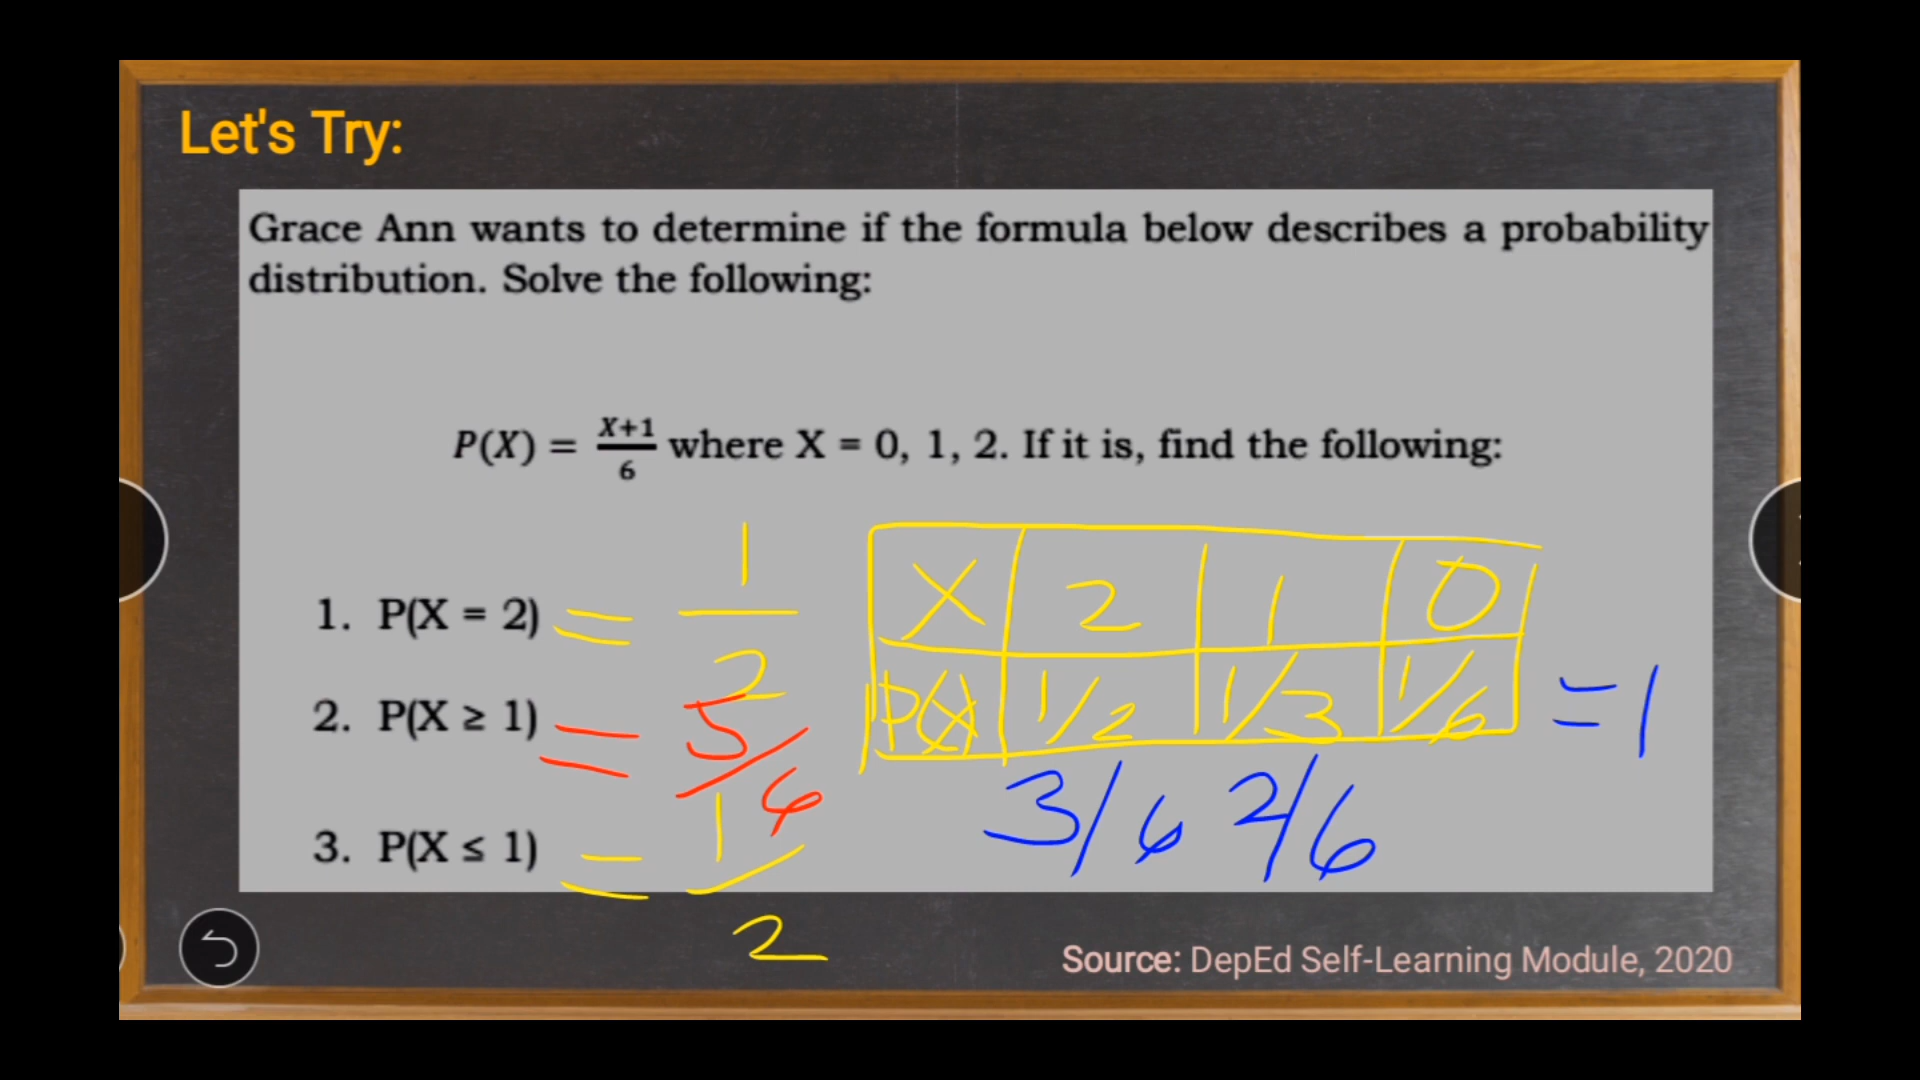 Let's Try:
Grace Ann wants to determine if the formula below describes a probability
distribution. Solve the following:
P(X) = X+1/6 where X = 0, 1, 2. If it is, find the following:
1. P(X = 2) = 1/2
2. P(X ≥ 1) = 5/6
3. P(X ≤ 1) = 1/2
X 2 1 0
P(X) 1/2 1/3 1/6 = 1
3/6 2/6
Source: DepEd Self-Learning Module, 2020